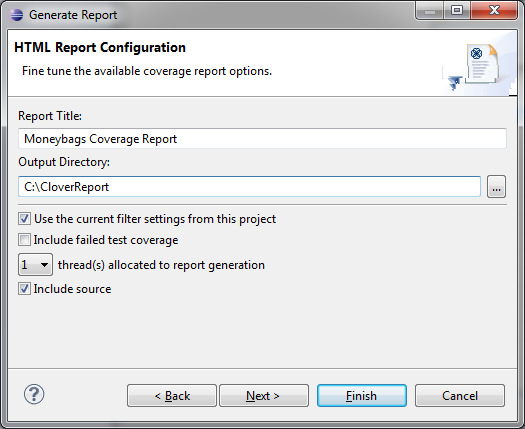 Generate Report
HTML Report Configuration
Fine tune the available coverage report options.
Report Title:
Moneybags Coverage Report
Output Directory:
C:\CloverReport
...
Use the current filter settings from this project
Include failed test coverage
1 thread(s) allocated to report generation
Include source
? < Back Next > Finish Cancel